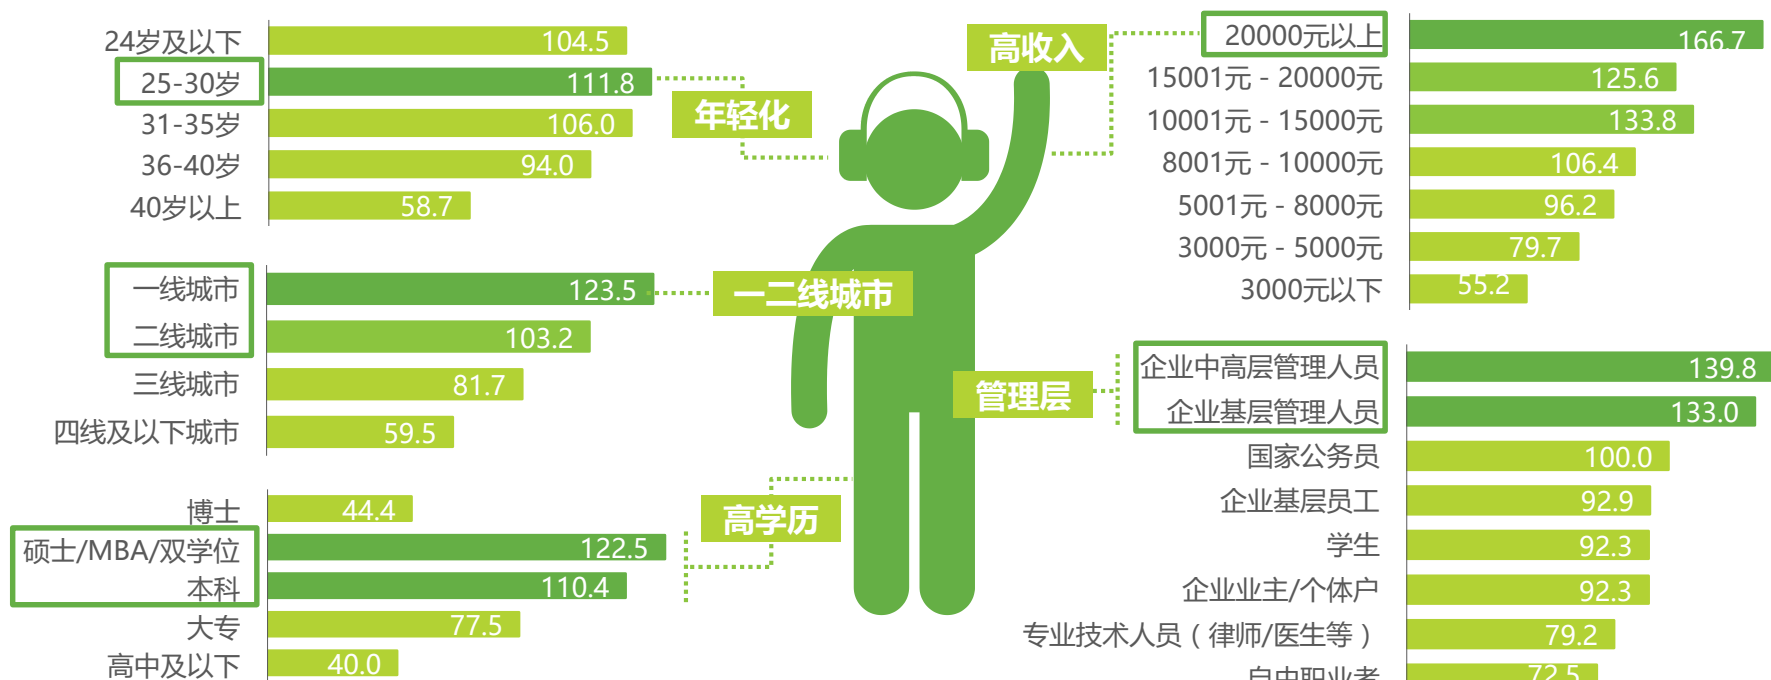 24岁及以下 104.5
25-30岁 111.8
31-35岁 106.0
36-40岁 94.0
40岁以上 58.7
年轻化
一线城市 123.5
二线城市 103.2
三线城市 81.7
四线及以下城市 59.5
一二线城市
博士 44.4
硕士/MBA/双学位 122.5
本科 110.4
大专 77.5
高中及以下 40.0
高学历
高收入
20000元以上 166.7
15001元 - 20000元 125.6
10001元 - 15000元 133.8
8001元 - 10000元 106.4
5001元 - 8000元 96.2
3000元 - 5000元 79.7
3000元以下 55.2
管理层
企业中高层管理人员 139.8
企业基层管理人员 133.0
国家公务员 100.0
企业基层员工 92.9
学生 92.3
企业业主/个体户 92.3
专业技术人员（律师/医生等） 79.2
自由职业者 72.5